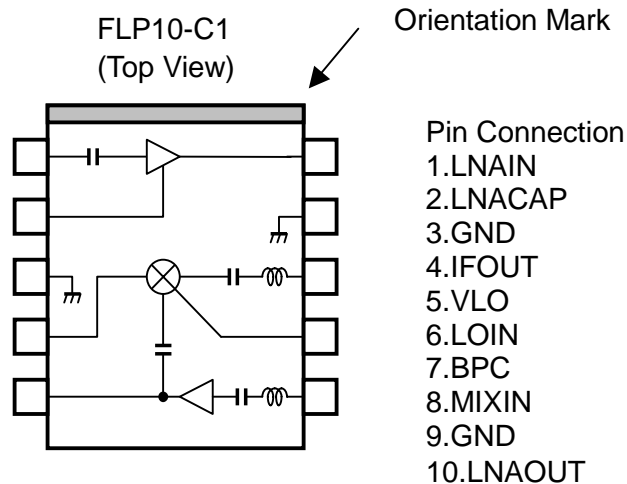 FLP10-C1
(Top View)
Orientation Mark
Pin Connection
1.LNAIN
2.LNACAP
3.GND
4.IFOUT
5.VLO
6.LOIN
7.BPC
8.MIXIN
9.GND
10.LNAOUT